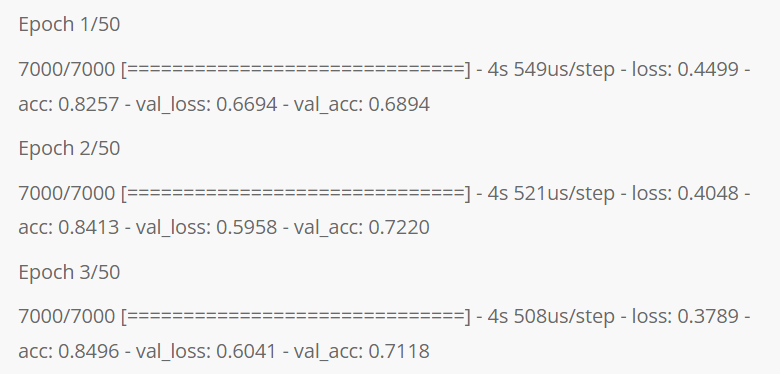 Epoch 1/50
7000/7000 [==============================] - 4s 549us/step - loss: 0.4499 -
acc: 0.8257 - val_loss: 0.6694 - val_acc: 0.6894
Epoch 2/50
7000/7000 [==============================] - 4s 521us/step - loss: 0.4048 -
acc: 0.8413 - val_loss: 0.5958 - val_acc: 0.7220
Epoch 3/50
7000/7000 [==============================] - 4s 508us/step - loss: 0.3789 -
acc: 0.8496 - val_loss: 0.6041 - val_acc: 0.7118